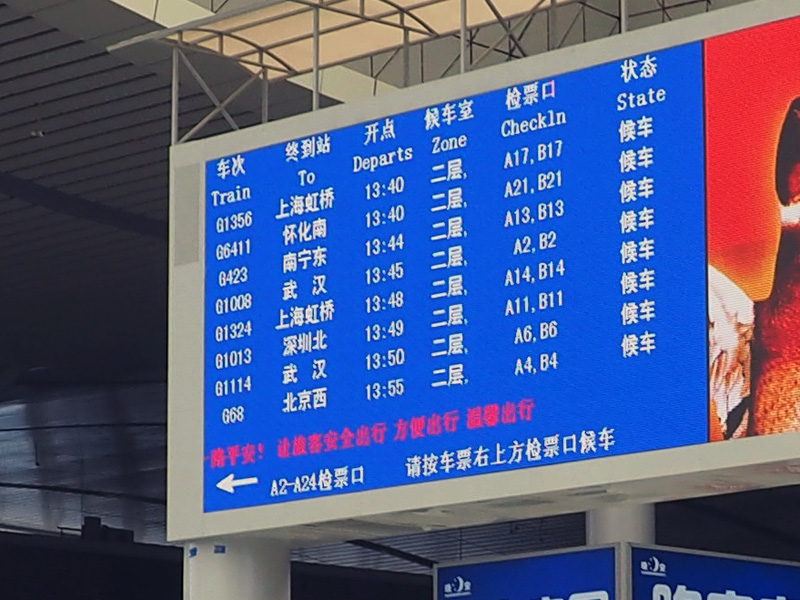 车次 终到站 开点 候车室 检票口 状态
Train To Departs Zone CheckIn State
G1356 上海虹桥 13:40 二层, A17,B17 候车
G6411 怀化南 13:40 二层, A21,B21 候车
G423 南宁东 13:44 二层, A13,B13 候车
G1008 武 汉 13:45 二层, A2,B2 候车
G1324 上海虹桥 13:48 二层, A14,B14 候车
G1013 深圳北 13:49 二层, A11,B11 候车
G1114 武 汉 13:50 二层, A6,B6 候车
G68 北京西 13:55 二层, A4,B4 候车
一路平安! 让旅客安全出行 方便出行 温馨出行
A2-A24检票口 请按车票右上方检票口候车